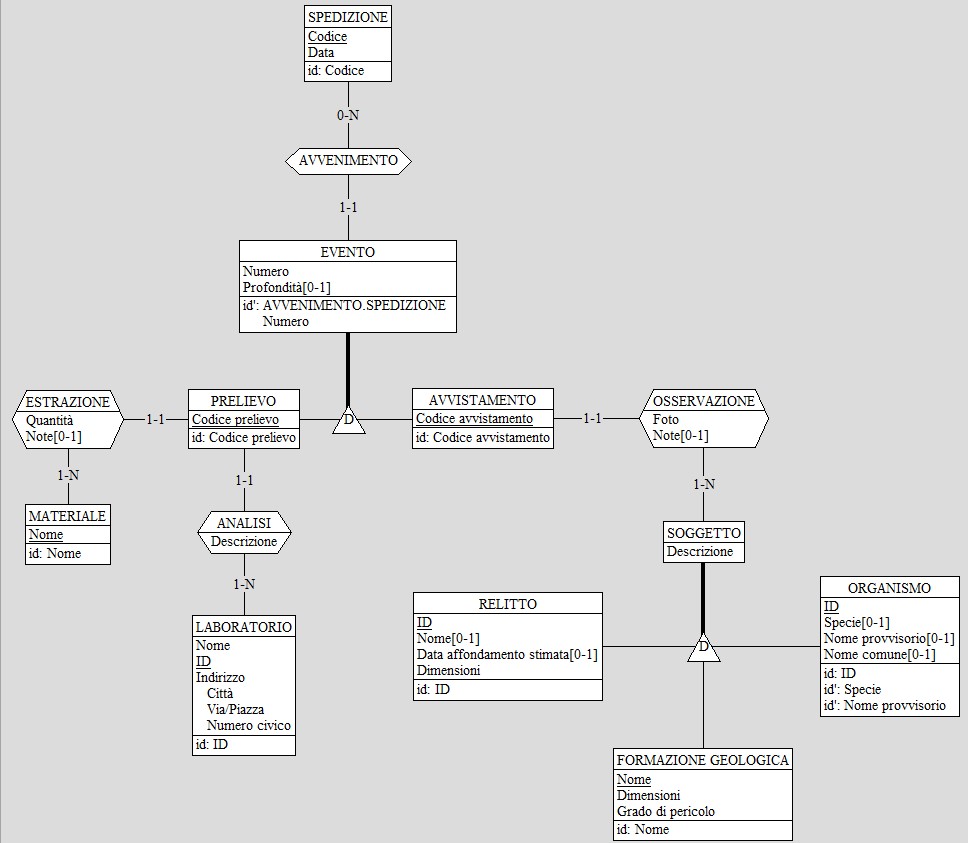 SPEDIZIONE
Codice
Data
id: Codice
0-N
AVVENIMENTO
1-1
EVENTO
Numero
Profondità[0-1]
id': AVVENIMENTO.SPEDIZIONE
Numero
ESTRAZIONE
Quantità
Note[0-1]
1-1
PRELIEVO
Codice prelievo
id: Codice prelievo
D
AVVISTAMENTO
Codice avvistamento
id: Codice avvistamento
1-1
OSSERVAZIONE
Foto
Note[0-1]
1-N
MATERIALE
Nome
id: Nome
1-1
ANALISI
Descrizione
1-N
LABORATORIO
Nome
ID
Indirizzo
Città
Via/Piazza
Numero civico
id: ID
1-N
SOGGETTO
Descrizione
RELITTO
ID
Nome[0-1]
Data affondamento stimata[0-1]
Dimensioni
id: ID
D
ORGANISMO
ID
Specie[0-1]
Nome provvisorio[0-1]
Nome comune[0-1]
id: ID
id': Specie
id': Nome provvisorio
FORMAZIONE GEOLOGICA
Nome
Dimensioni
Grado di pericolo
id: Nome